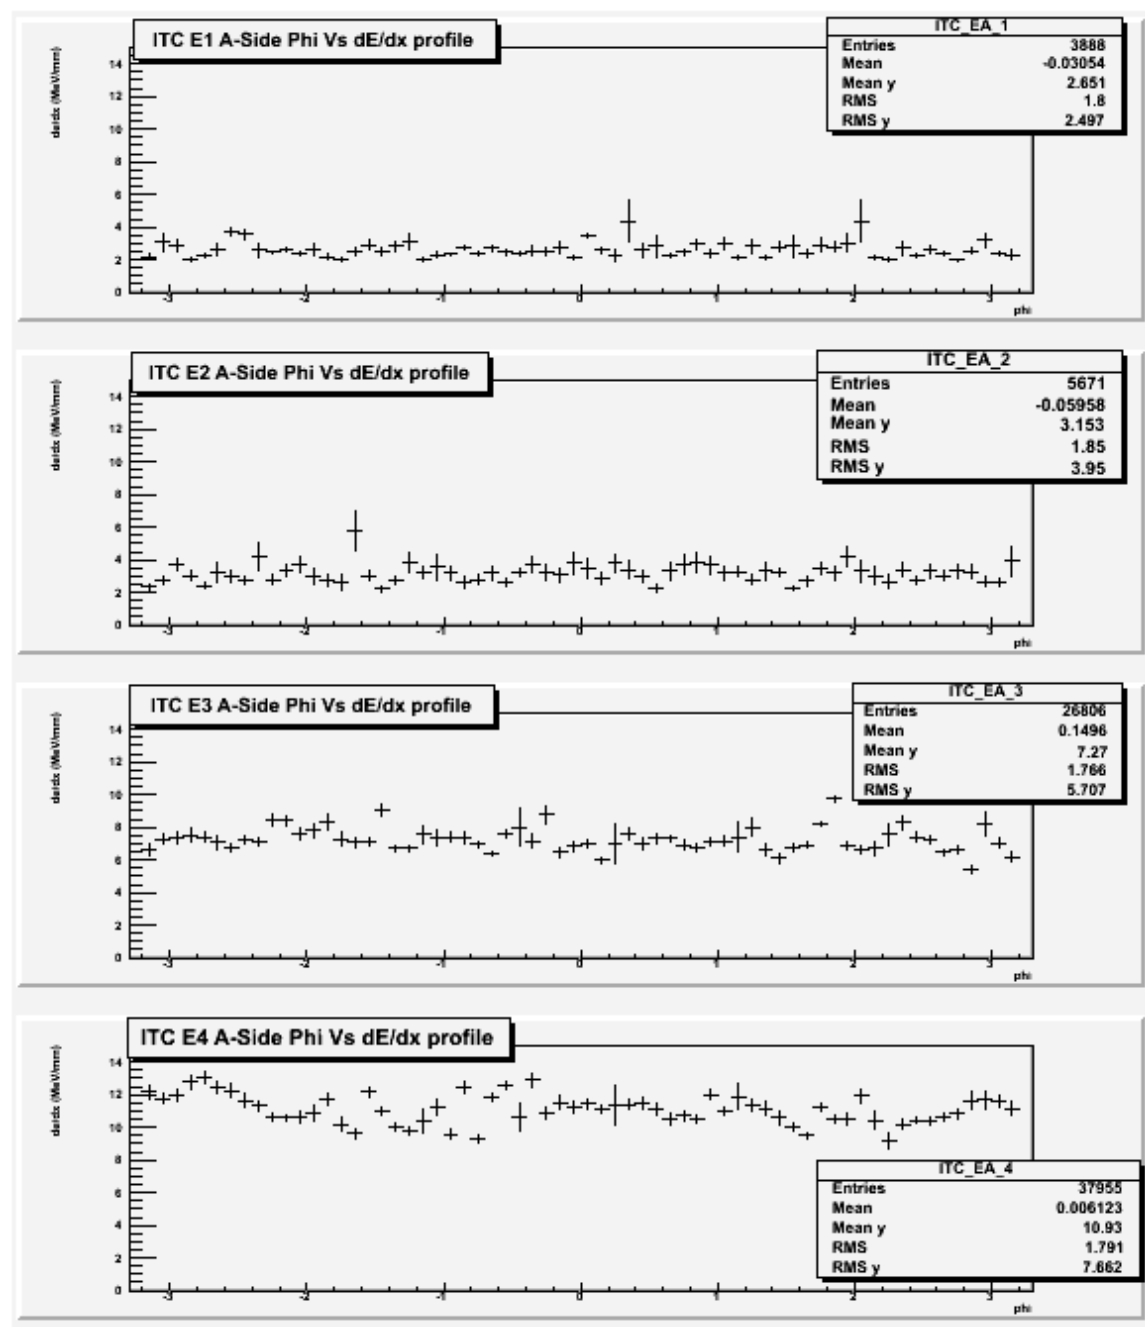 ITC E1 A-Side Phi Vs dE/dx profile
ITC_EA_1
Entries 3888
Mean -0.03054
Mean y 2.651
RMS 1.8
RMS y 2.497
de/dx (MeV/mm)
14
12
10
8
6
4
2
0
-3 -2 -1 0 1 2 3
phi
ITC E2 A-Side Phi Vs dE/dx profile
ITC_EA_2
Entries 5671
Mean -0.05958
Mean y 3.153
RMS 1.85
RMS y 3.95
de/dx (MeV/mm)
14
12
10
8
6
4
2
0
-3 -2 -1 0 1 2 3
phi
ITC E3 A-Side Phi Vs dE/dx profile
ITC_EA_3
Entries 26806
Mean 0.1496
Mean y 7.27
RMS 1.766
RMS y 5.707
de/dx (MeV/mm)
14
12
10
8
6
4
2
0
-3 -2 -1 0 1 2 3
phi
ITC E4 A-Side Phi Vs dE/dx profile
de/dx (MeV/mm)
14
12
10
8
6
4
2
0
ITC_EA_4
Entries 37955
Mean 0.006123
Mean y 10.93
RMS 1.791
RMS y 7.662
-3 -2 -1 0 1 2 3
phi